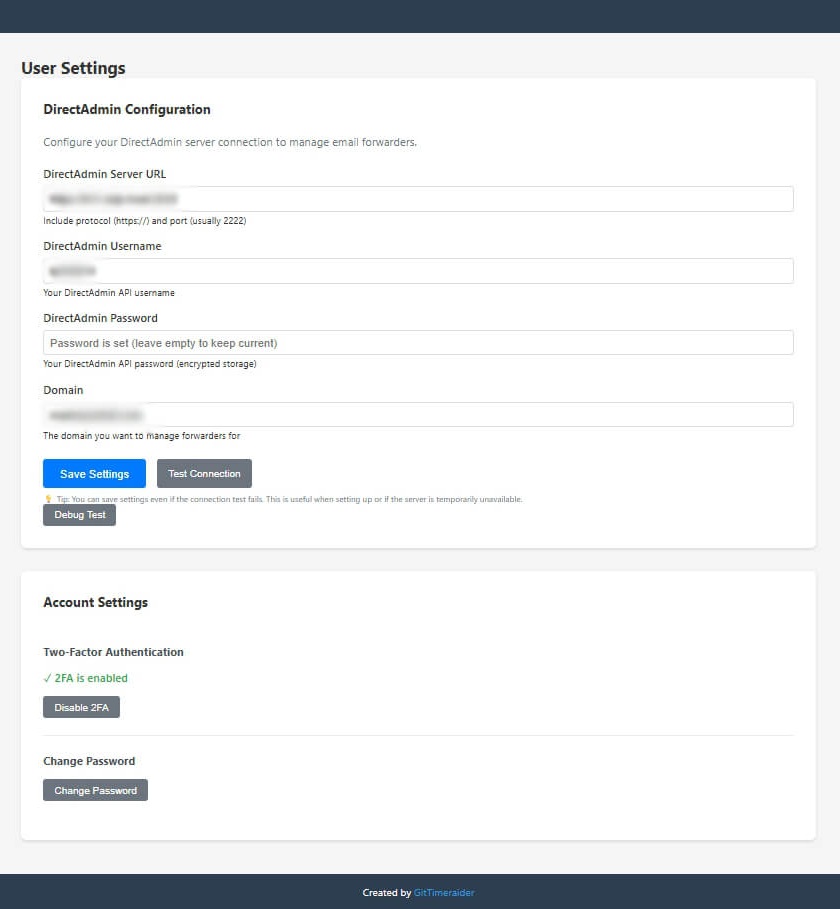 User Settings
DirectAdmin Configuration
Configure your DirectAdmin server connection to manage email forwarders.
DirectAdmin Server URL
Include protocol (https://) and port (usually 2222)
DirectAdmin Username
Your DirectAdmin API username
DirectAdmin Password
Password is set (leave empty to keep current)
Your DirectAdmin API password (encrypted storage)
Domain
The domain you want to manage forwarders for
Save Settings Test Connection
💡 Tip: You can save settings even if the connection test fails. This is useful when setting up or if the server is temporarily unavailable.
Debug Test
Account Settings
Two-Factor Authentication
✓ 2FA is enabled
Disable 2FA
Change Password
Change Password
Created by GitTimeraider